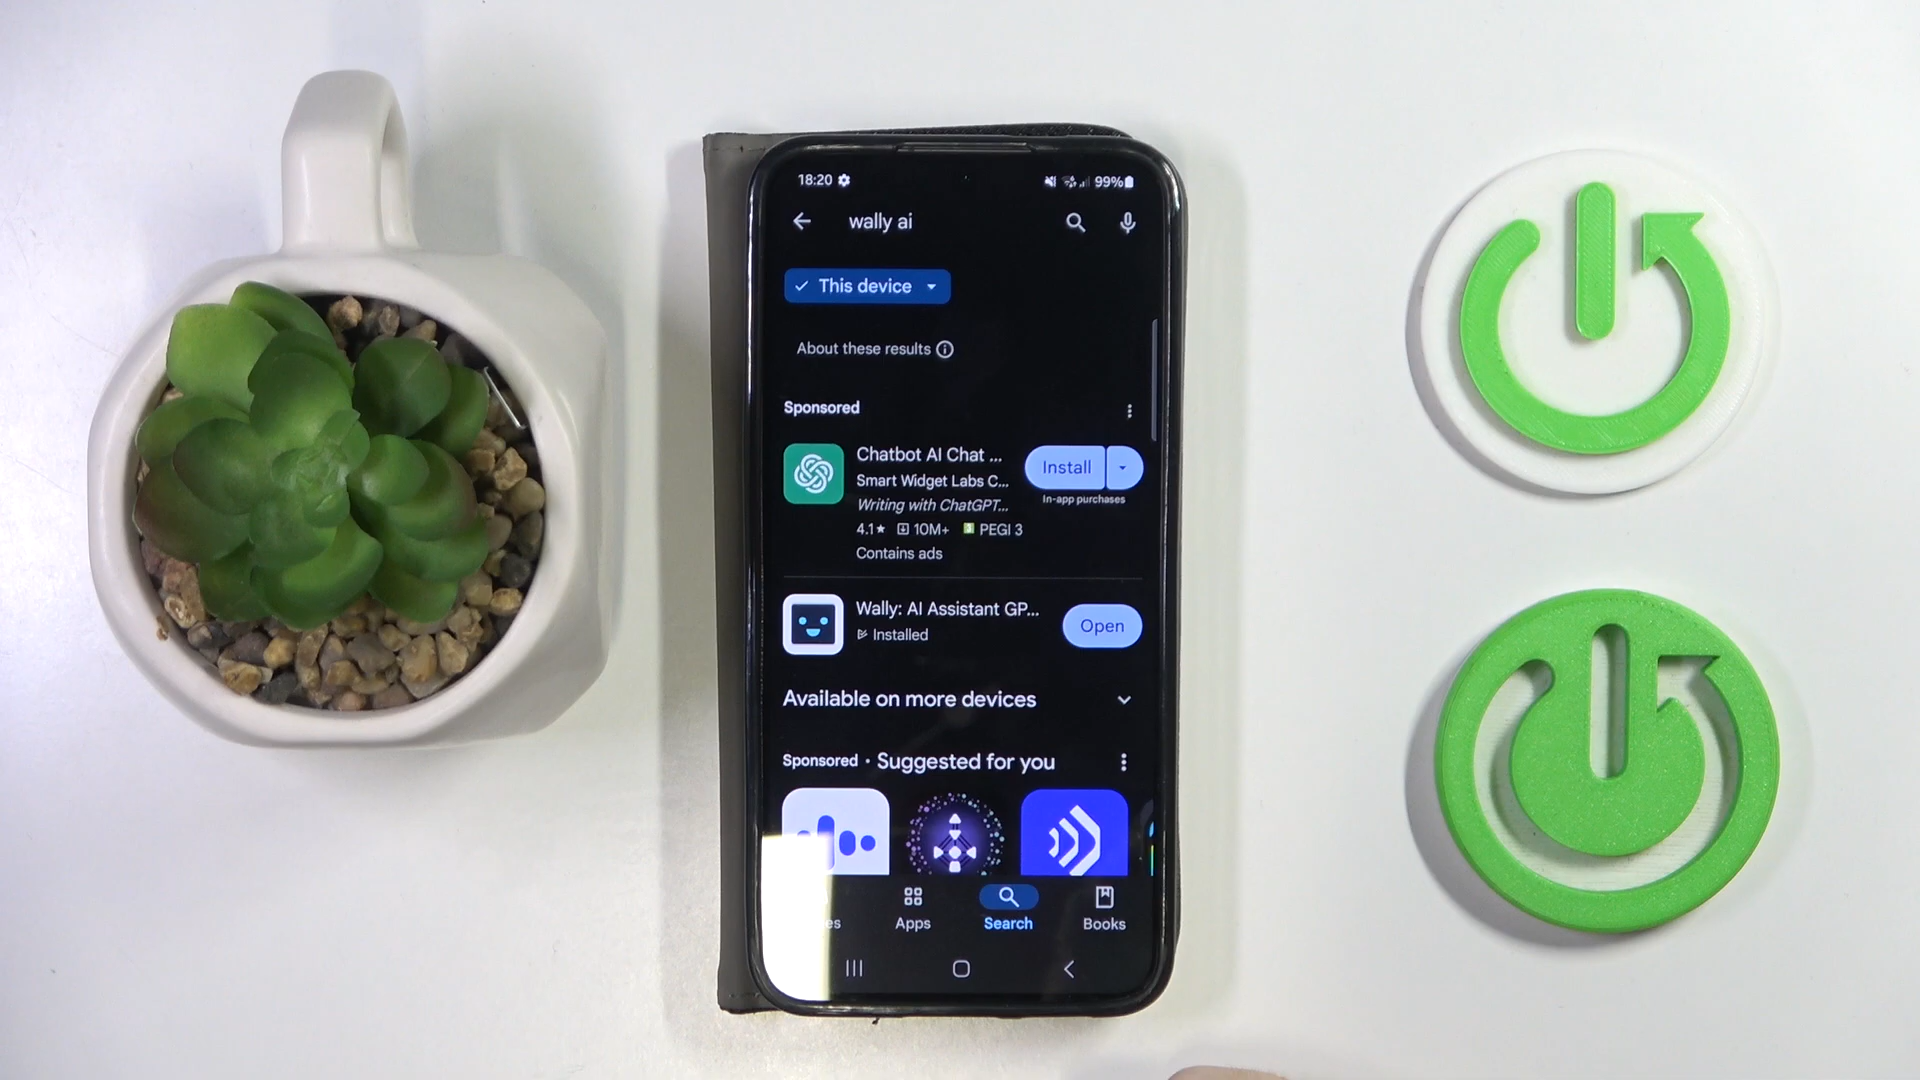 18:20
99%
wally ai
This device
About these results
Sponsored
Chatbot AI Chat ...
Install
Smart Widget Labs C...
In-app purchases
Writing with ChatGPT...
4.1★ 10M+ 3 PEGI 3
Contains ads
Wally: AI Assistant GP...
Installed
Open
Available on more devices
Sponsored • Suggested for you
es
Apps
Search
Books